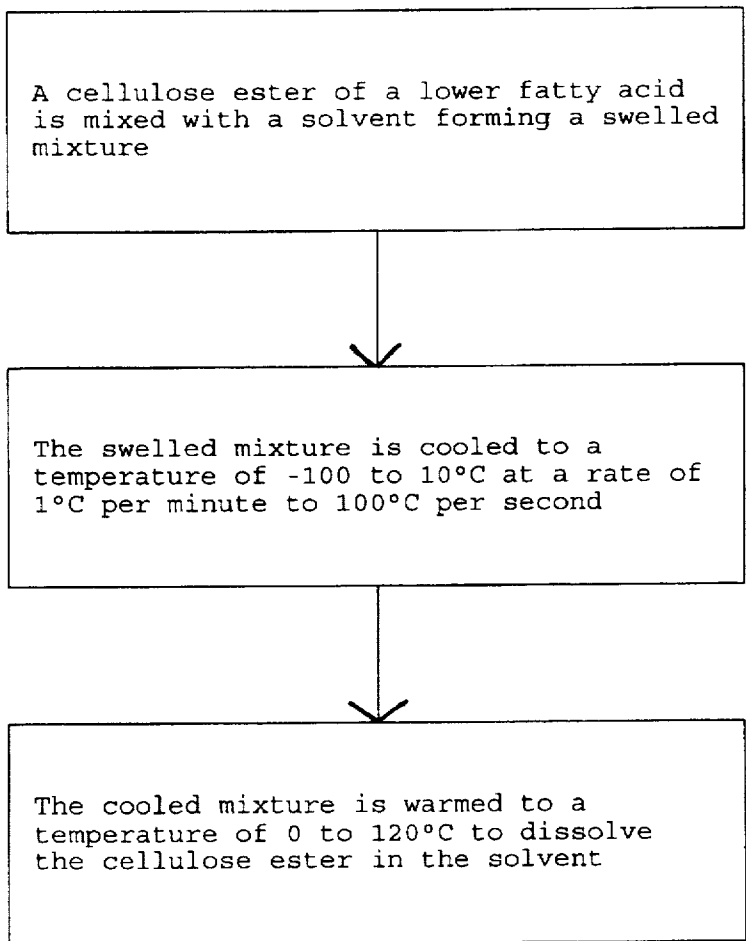 A cellulose ester of a lower fatty acid
is mixed with a solvent forming a swelled
mixture
The swelled mixture is cooled to a
temperature of -100 to 10°C at a rate of
1°C per minute to 100°C per second
The cooled mixture is warmed to a
temperature of 0 to 120°C to dissolve
the cellulose ester in the solvent